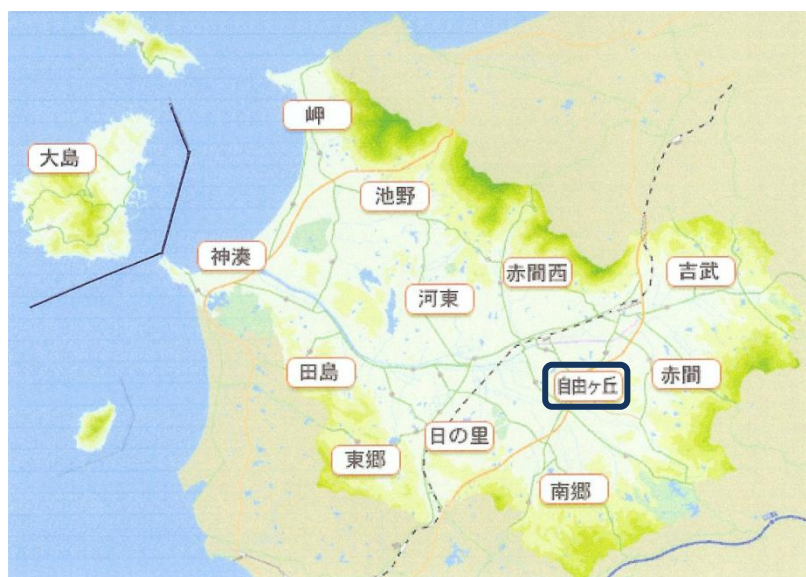 岬
大島
池野
神湊
赤間西
吉武
河東
田島
自由ヶ丘
赤間
日の里
東郷
南郷